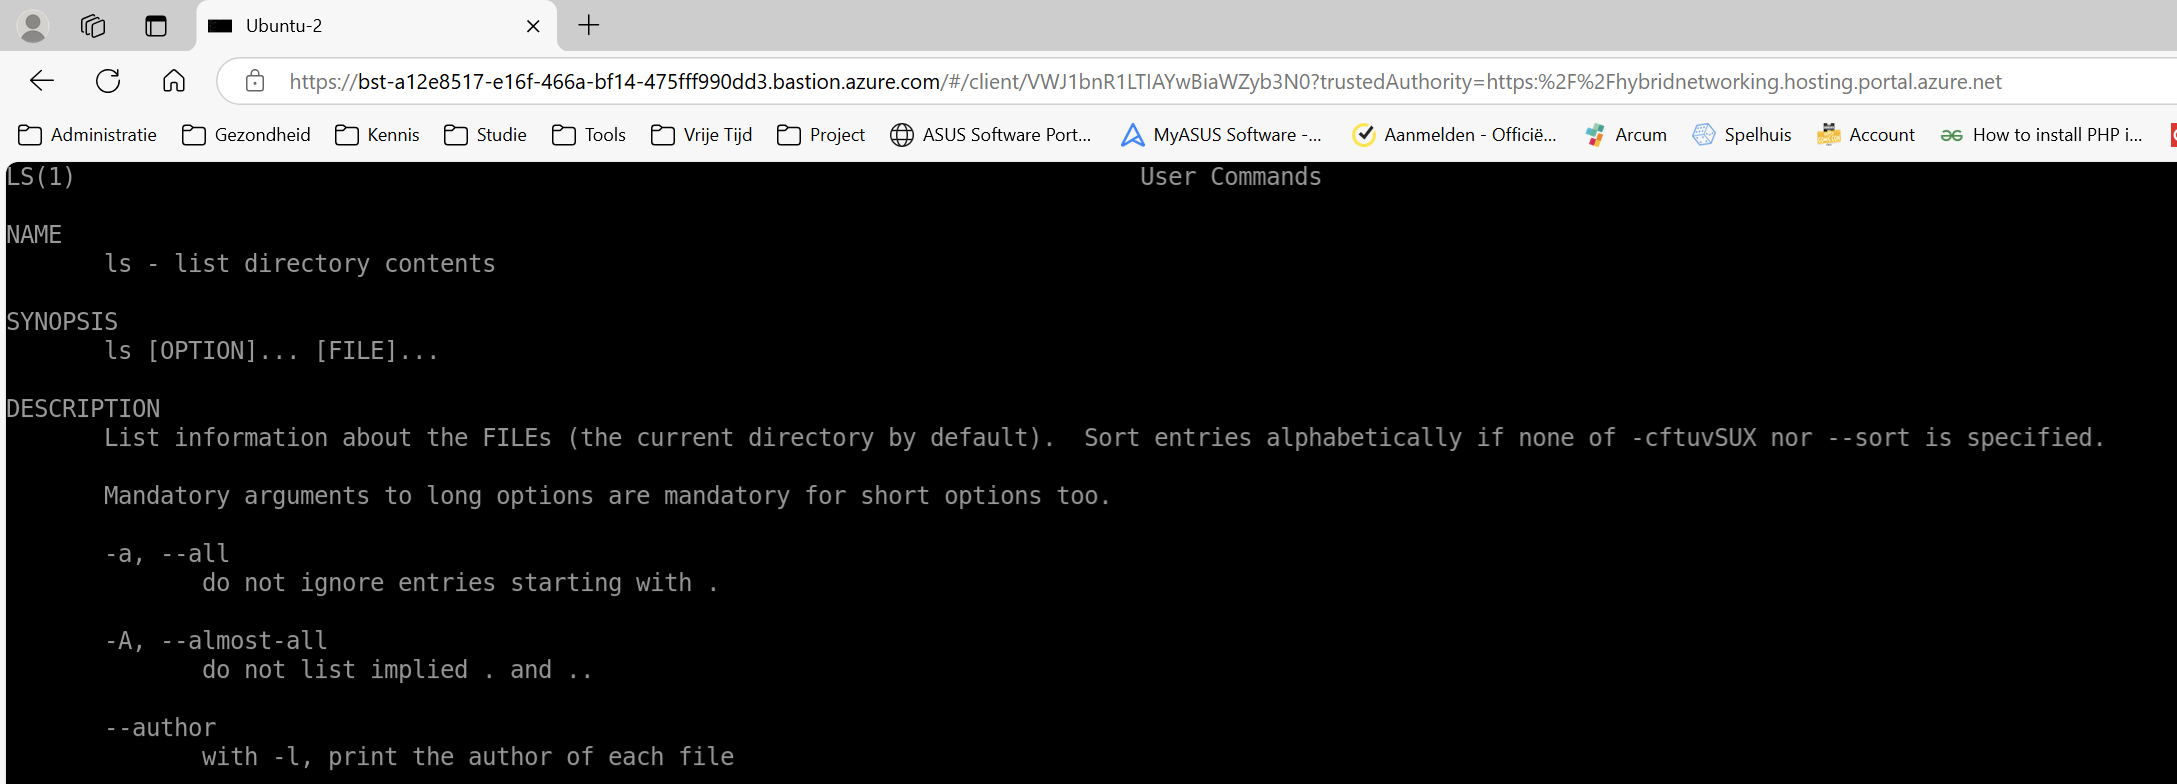 Ubuntu-2
https://bst-a12e8517-e16f-466a-bf14-475fff990dd3.bastion.azure.com/#/client/VWJ1bnR1LTIAYwBiaWZyb3N0?trustedAuthority=https:%2F%2Fhybridnetworking.hosting.portal.azure.net
Administratie Gezondheid Kennis Studie Tools Vrije Tijd Project ASUS Software Port... MyASUS Software -... Aanmelden - Officië... Arcum Spelhuis Account How to install PHP i...
LS(1) User Commands
NAME
ls - list directory contents
SYNOPSIS
ls [OPTION]... [FILE]...
DESCRIPTION
List information about the FILEs (the current directory by default).  Sort entries alphabetically if none of -cftuvSUX nor --sort is specified.
Mandatory arguments to long options are mandatory for short options too.
-a, --all
do not ignore entries starting with .
-A, --almost-all
do not list implied . and ..
--author
with -l, print the author of each file